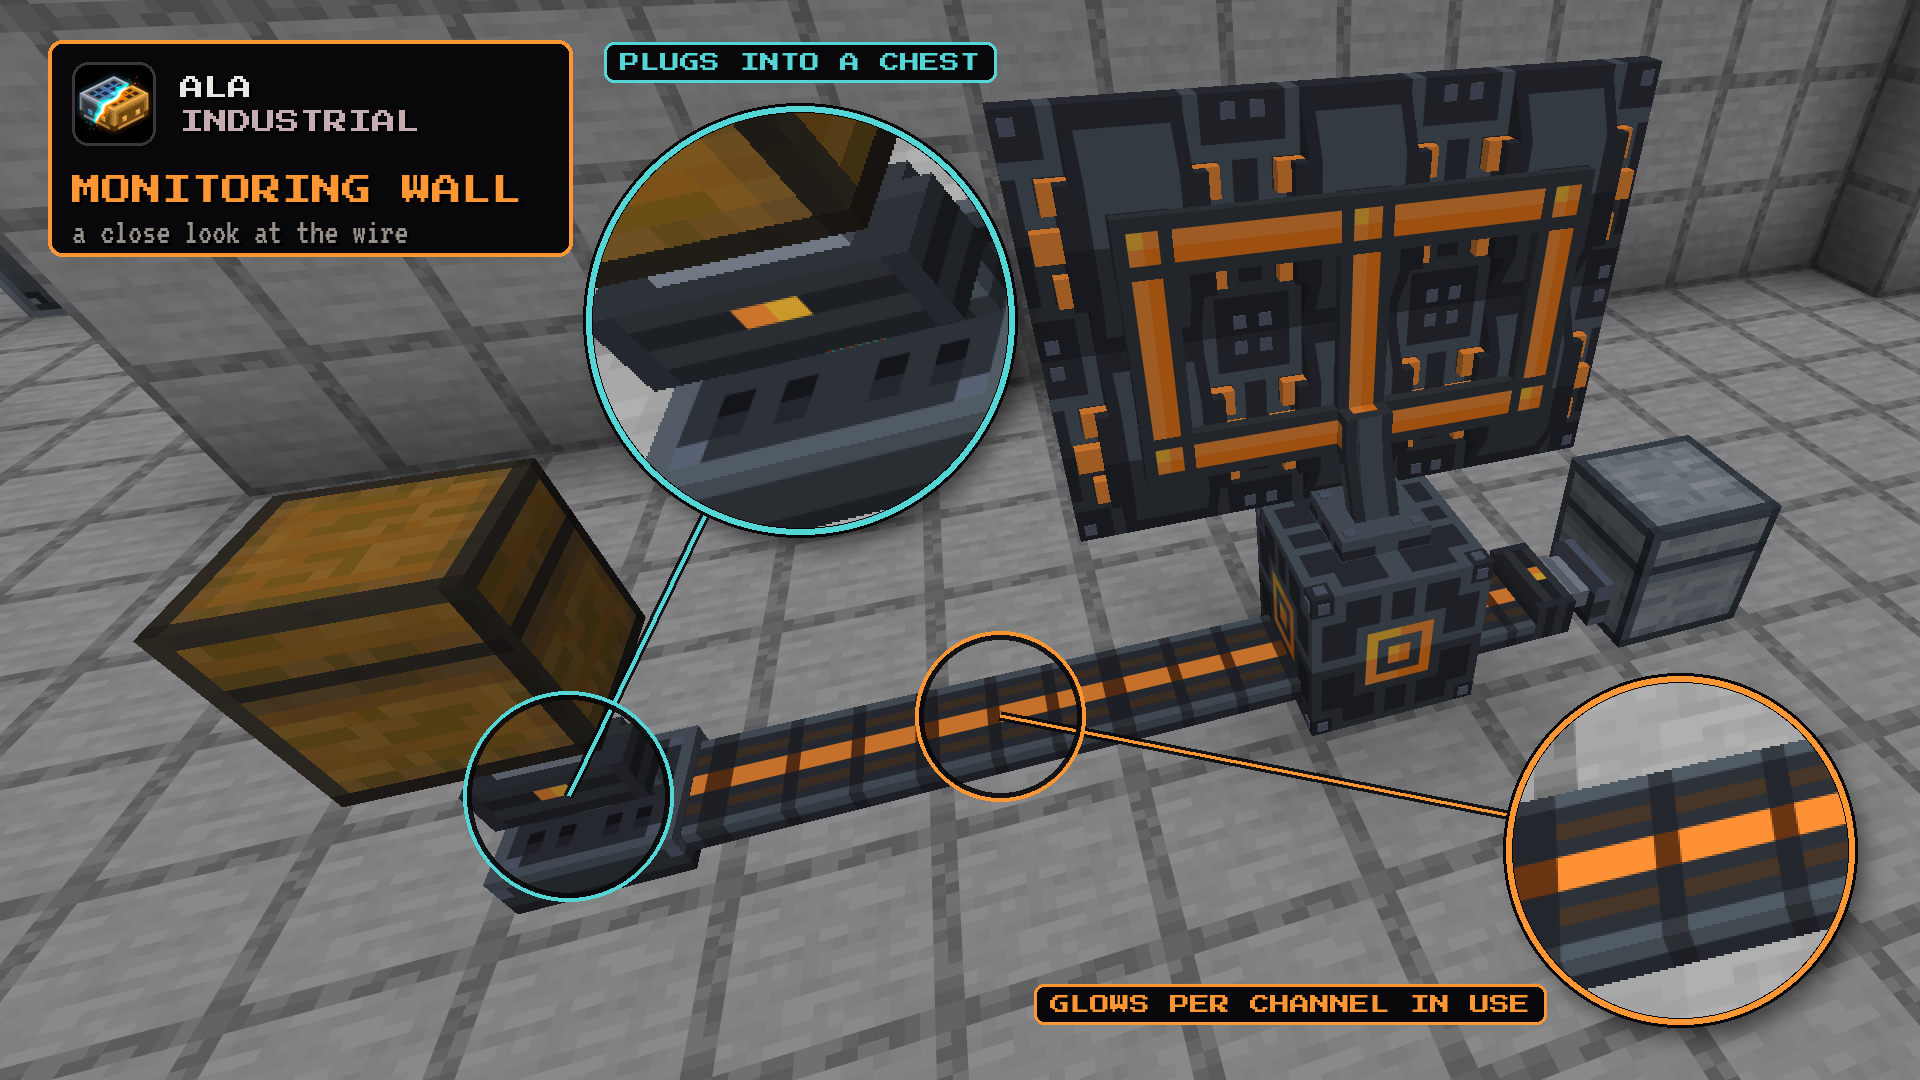 ALA
INDUSTRIAL
MONITORING WALL
a close look at the wire
PLUGS INTO A CHEST
GLOWS PER CHANNEL IN USE